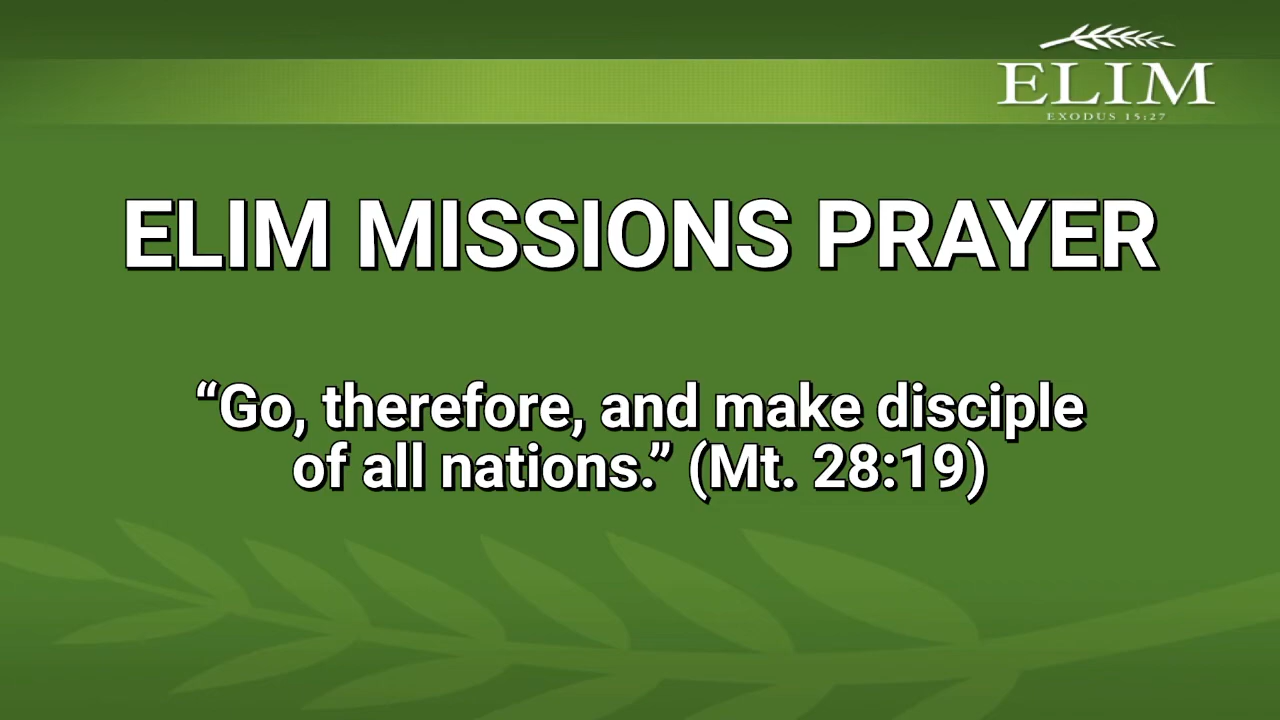 ELIM
EXODUS 15:27
ELIM MISSIONS PRAYER
“Go, therefore, and make disciple
of all nations.” (Mt. 28:19)